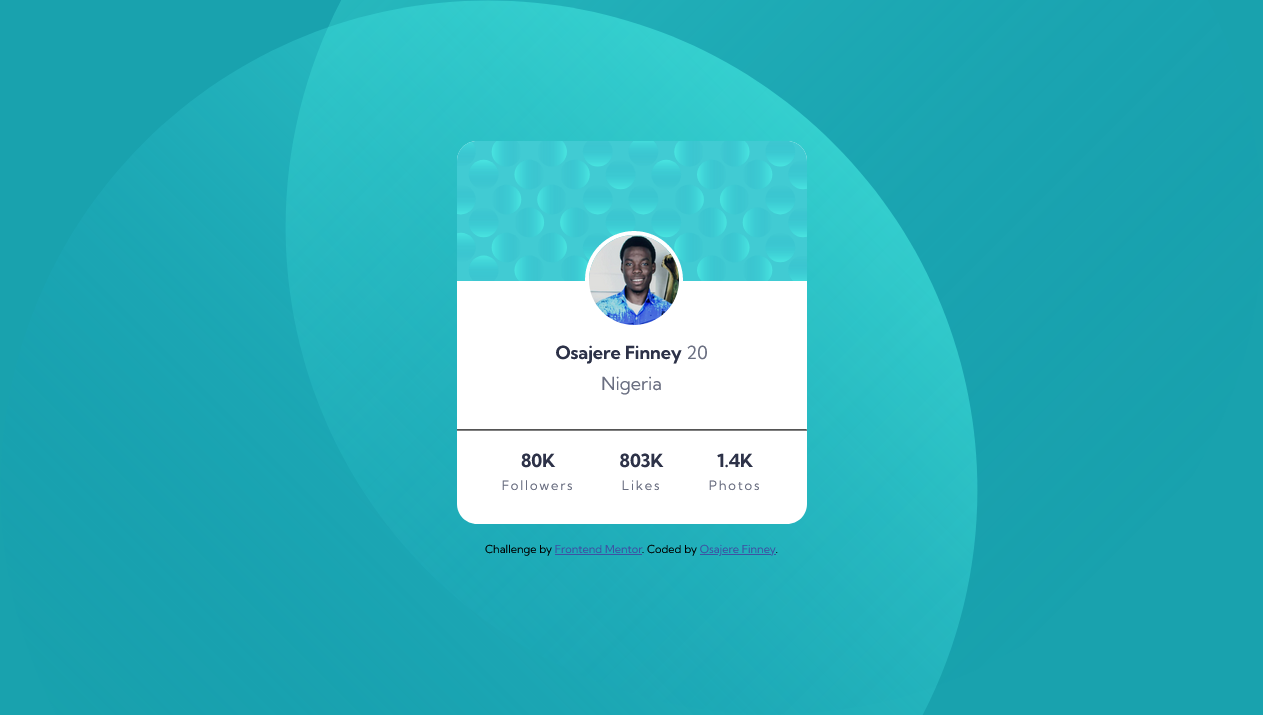 Osajere Finney 20
Nigeria
80K 803K 1.4K
Followers Likes Photos
Challenge by Frontend Mentor. Coded by Osajere Finney.